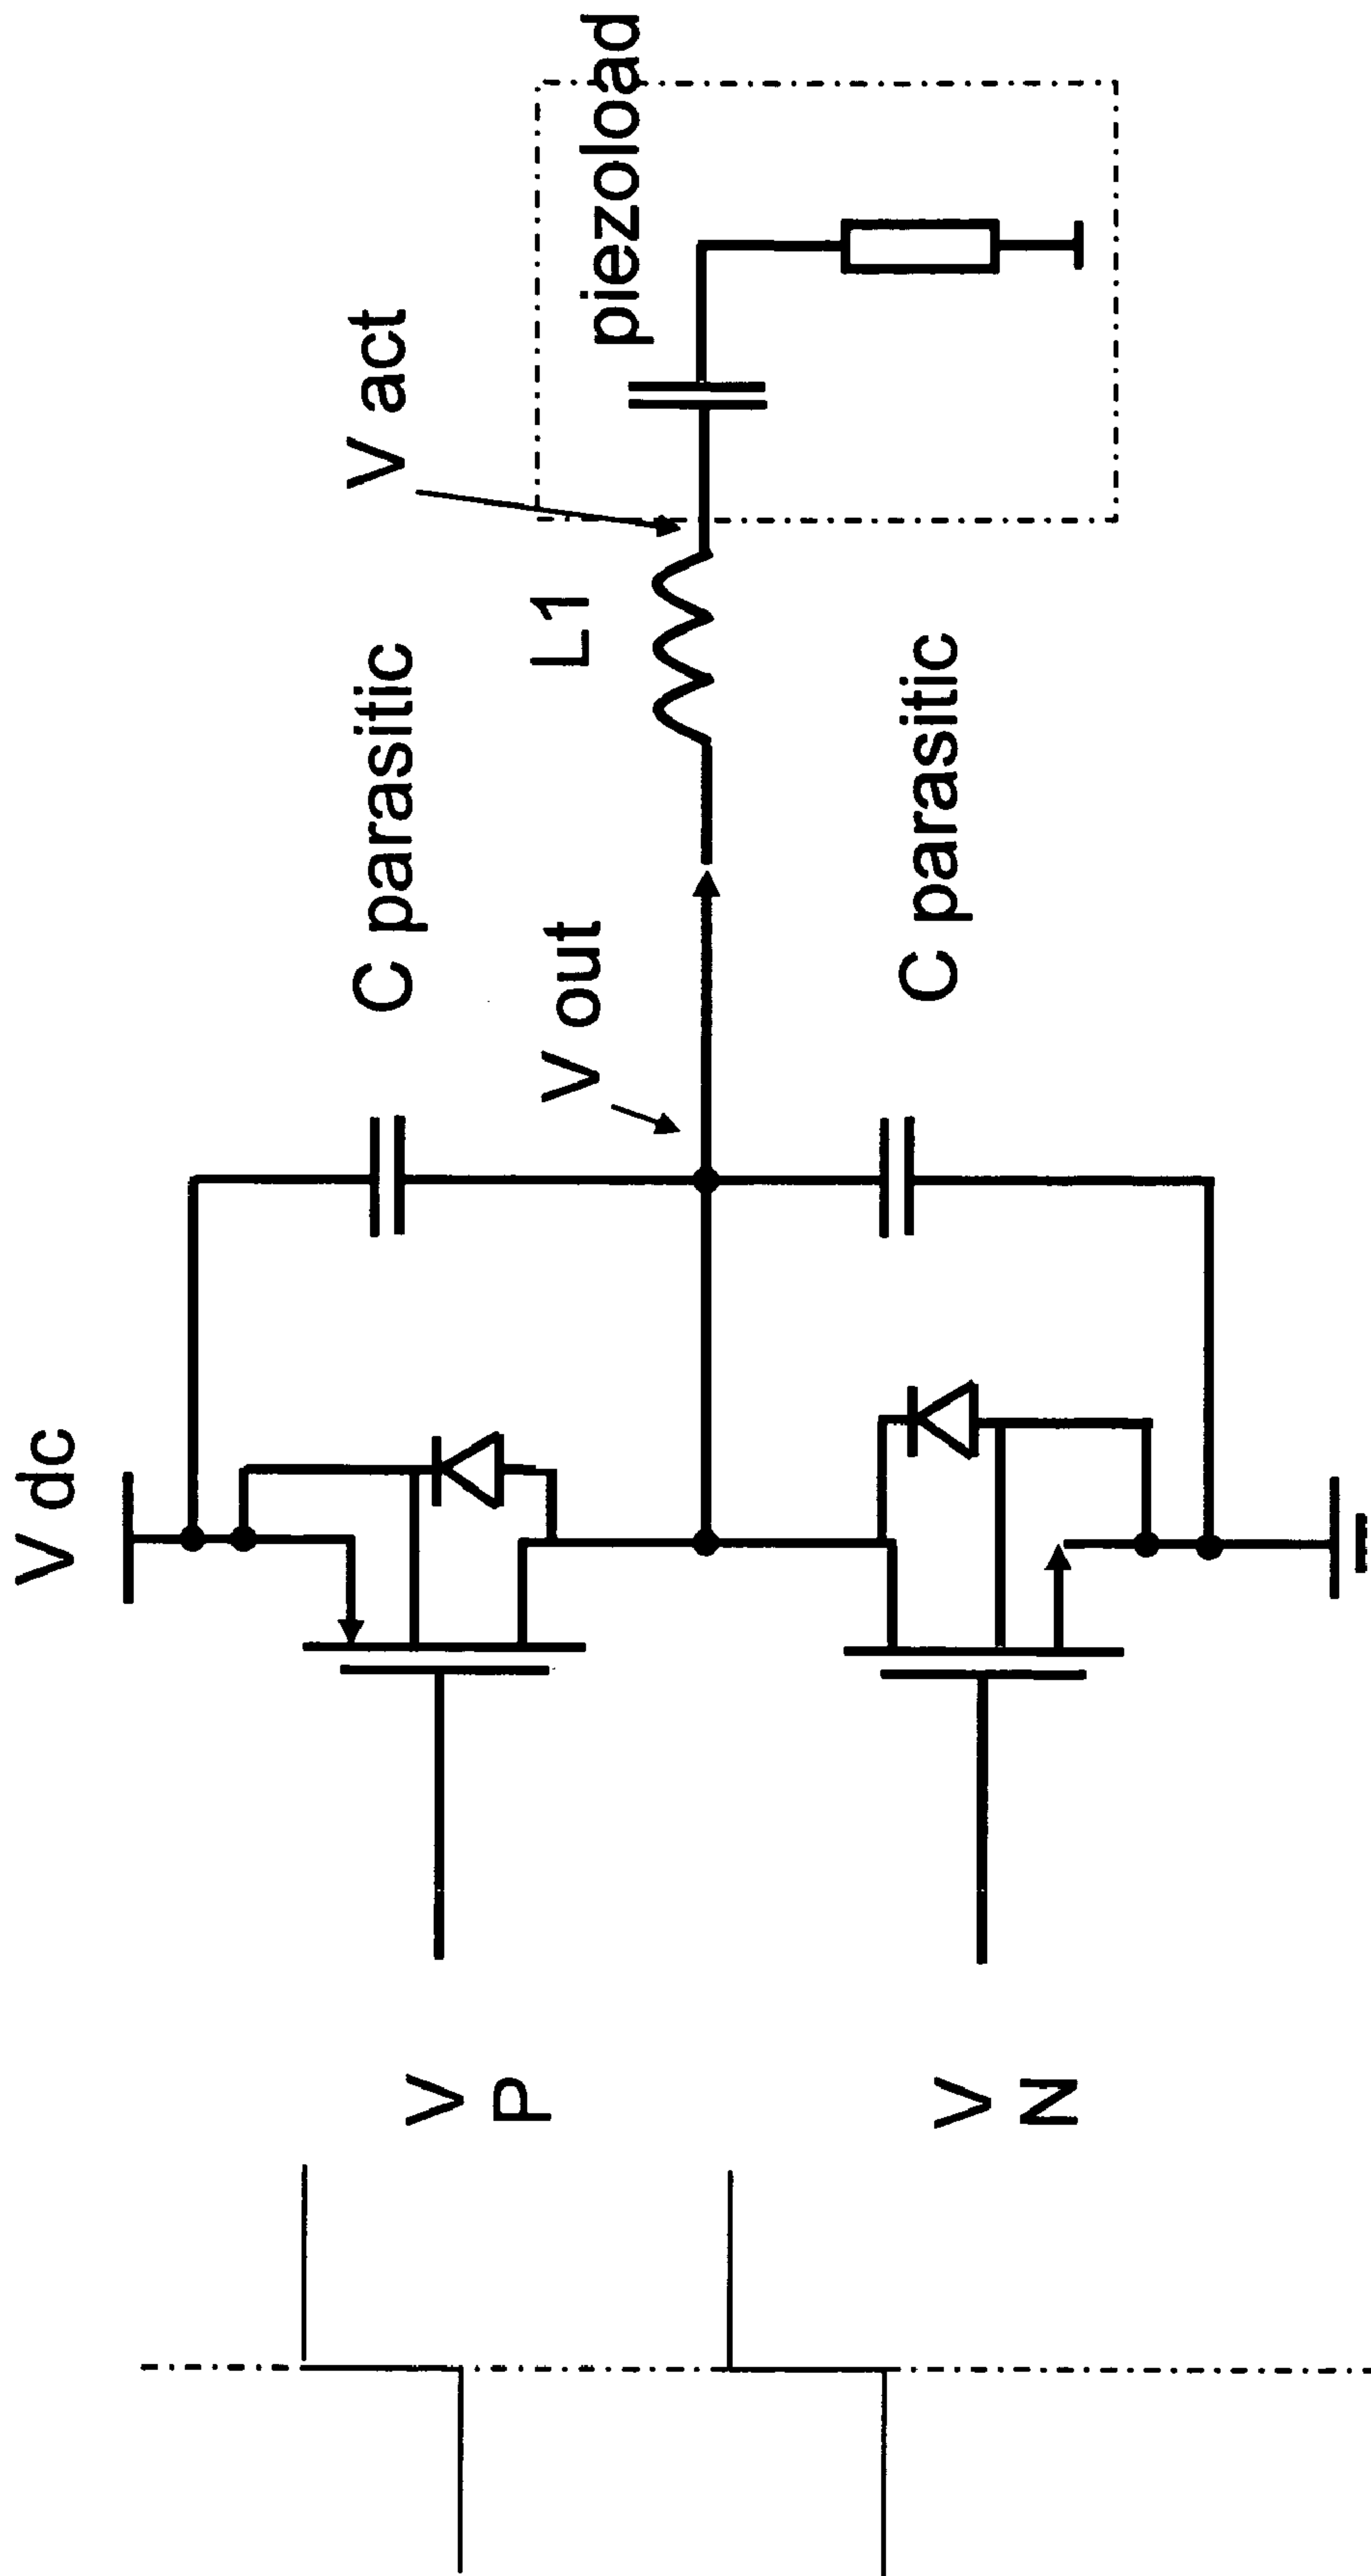 V dc
C parasitic
V act
V out
L1
piezoload
V
P
C parasitic
V
N